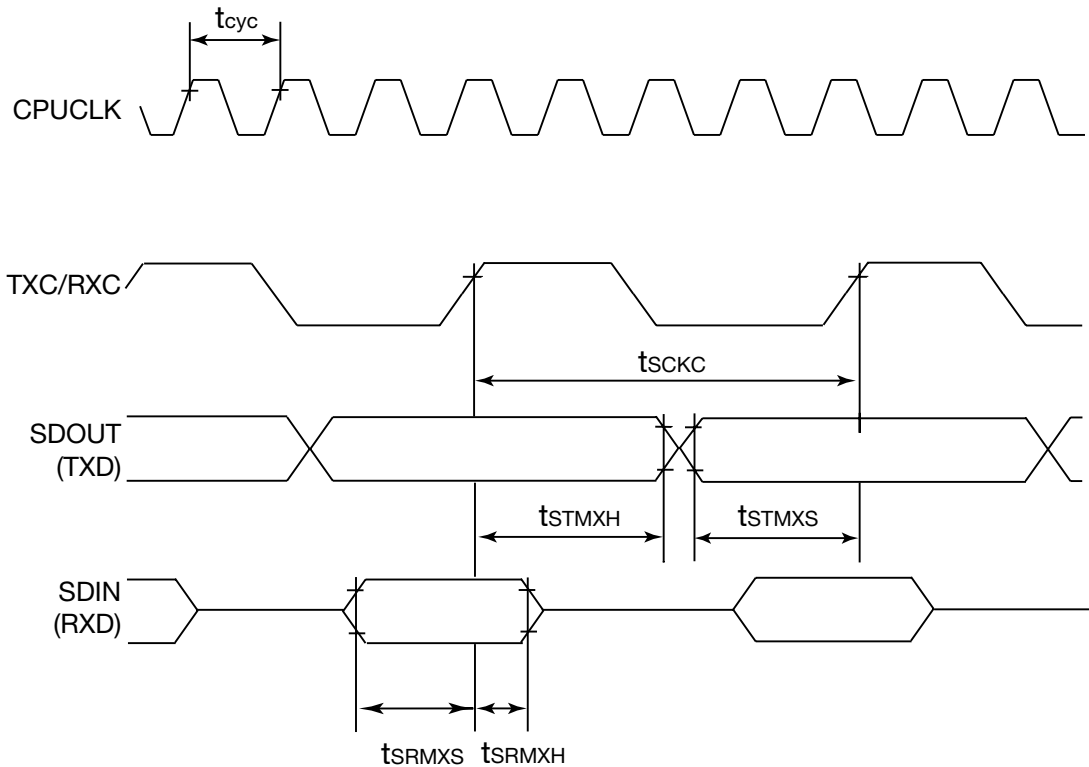 tcyc
CPUCLK
TXC/RXC
tSCKC
SDOUT
(TXD)
tSTMXH
tSTMXS
SDIN
(RXD)
tSRMXS
tSRMXH